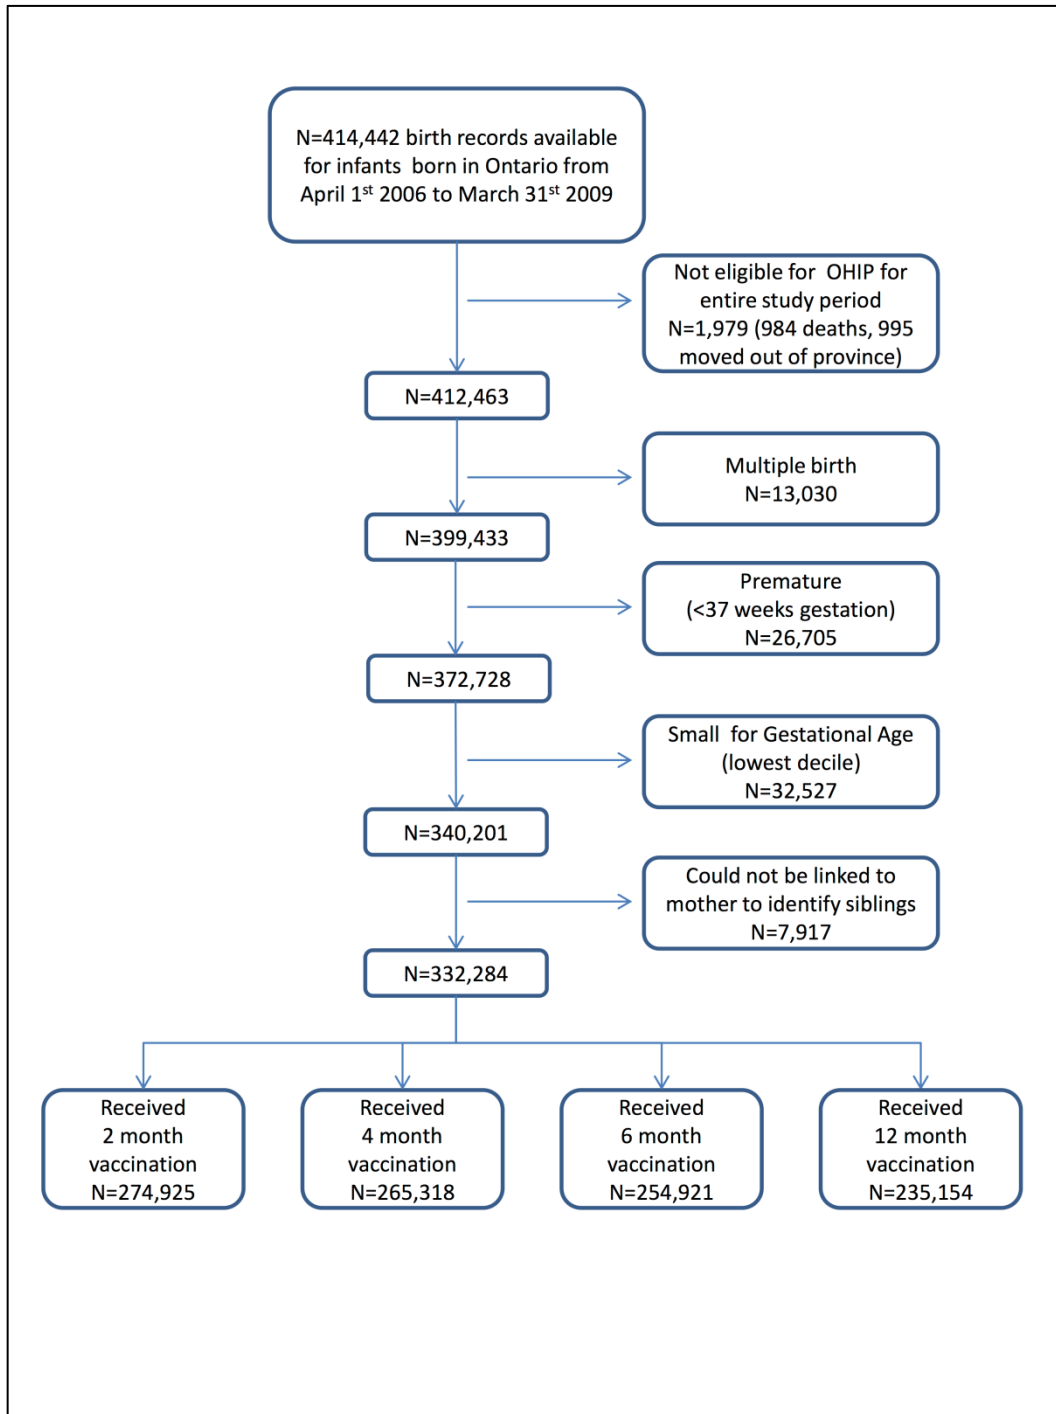 N=414,442 birth records available
for infants born in Ontario from
April 1st 2006 to March 31st 2009
Not eligible for OHIP for
entire study period
N=1,979 (984 deaths, 995
moved out of province)
N=412,463
Multiple birth
N=13,030
N=399,433
Premature
(<37 weeks gestation)
N=26,705
N=372,728
Small for Gestational Age
(lowest decile)
N=32,527
N=340,201
Could not be linked to
mother to identify siblings
N=7,917
N=332,284
Received
2 month
vaccination
N=274,925
Received
4 month
vaccination
N=265,318
Received
6 month
vaccination
N=254,921
Received
12 month
vaccination
N=235,154